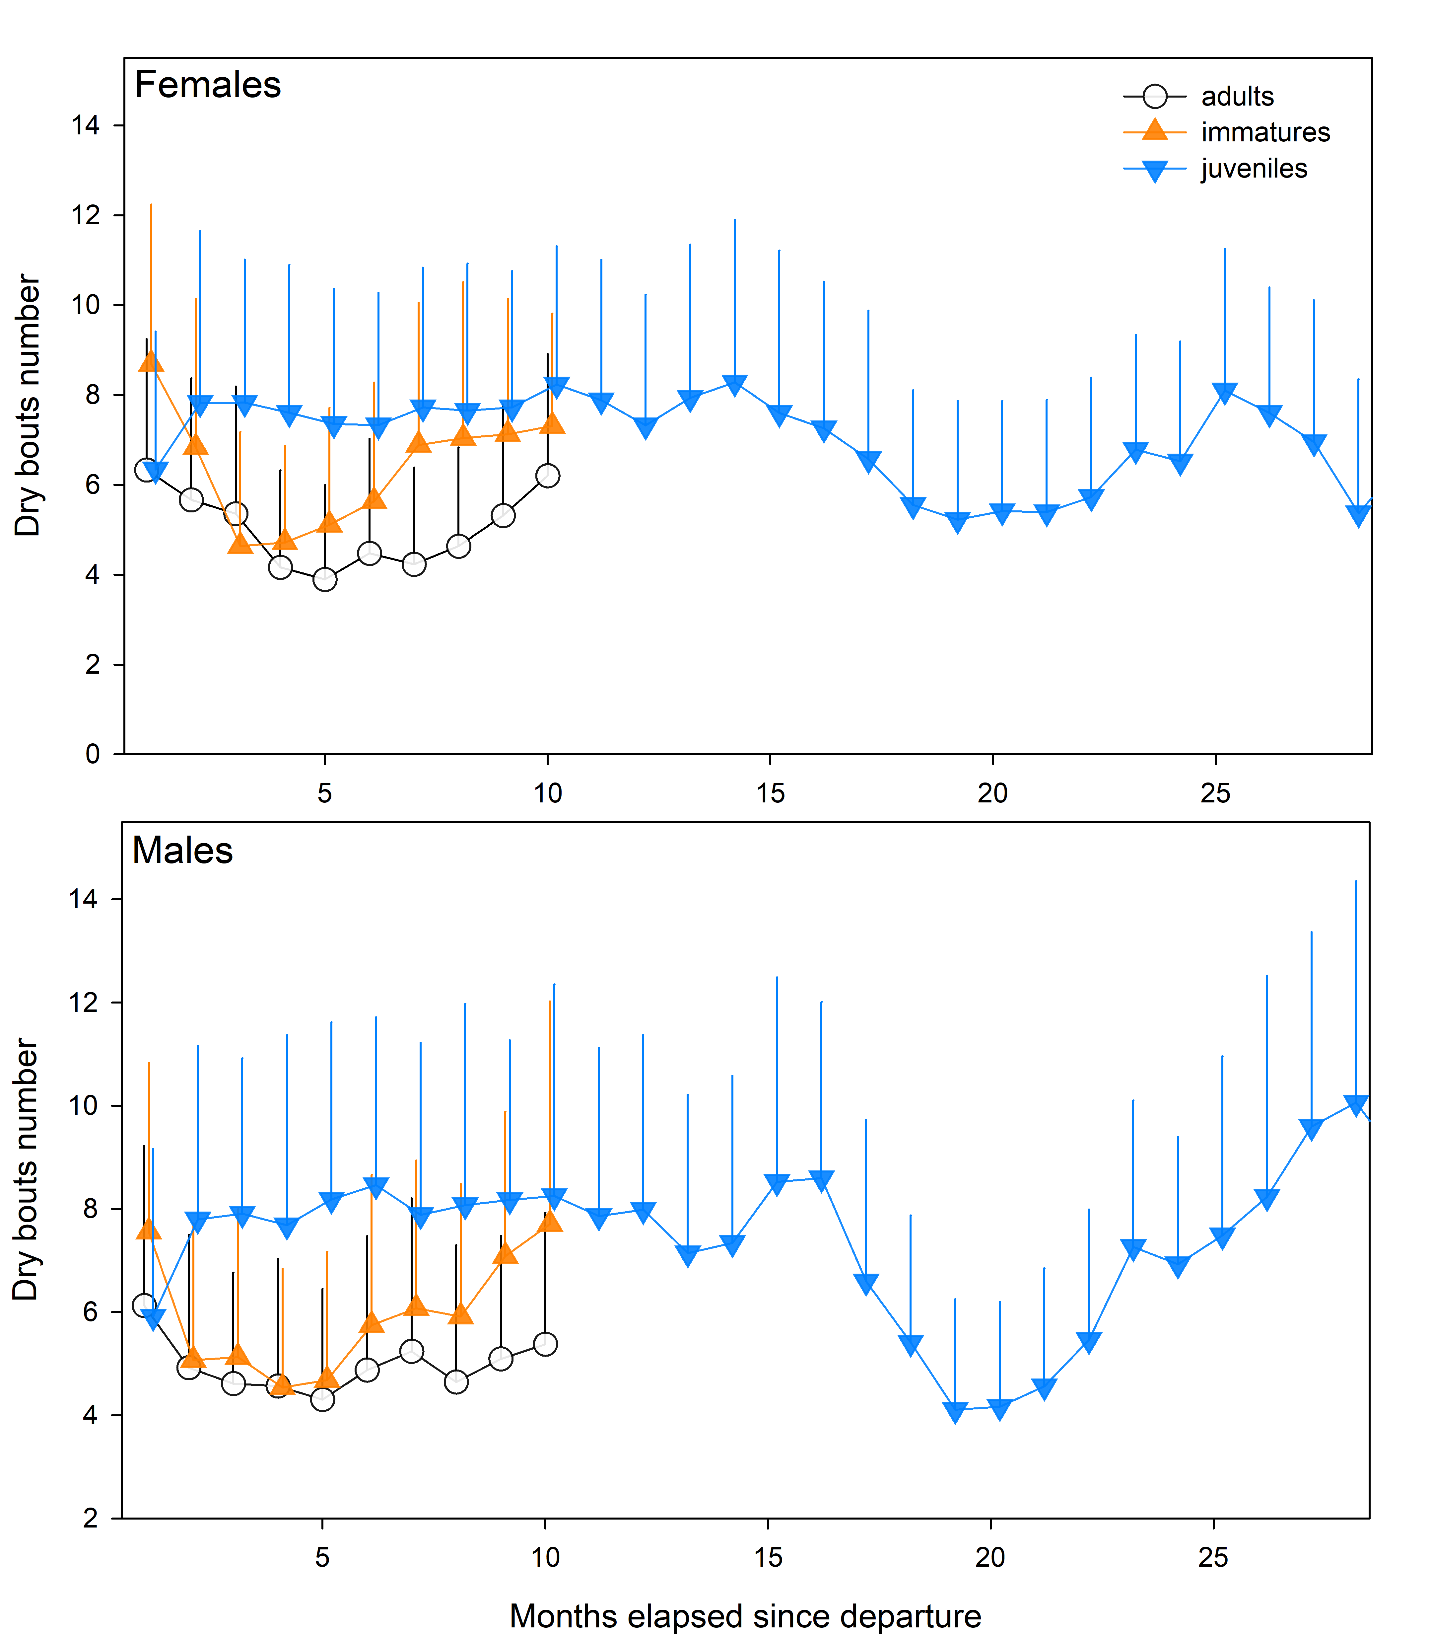 Females
adults
immatures
juveniles
14
12
10
8
6
4
2
0
Dry bouts number
5 10 15 20 25
Males
14
12
10
8
6
4
2
Dry bouts number
5 10 15 20 25
Months elapsed since departure